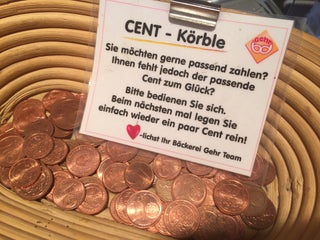 CENT - Körble
Gehr
Sie möchten gerne passend zahlen?
Ihnen fehlt jedoch der passende
Cent zum Glück?
Bitte bedienen Sie sich.
Beim nächsten mal legen Sie
einfach wieder ein paar Cent rein!
-lichst Ihr Bäckerei Gehr Team